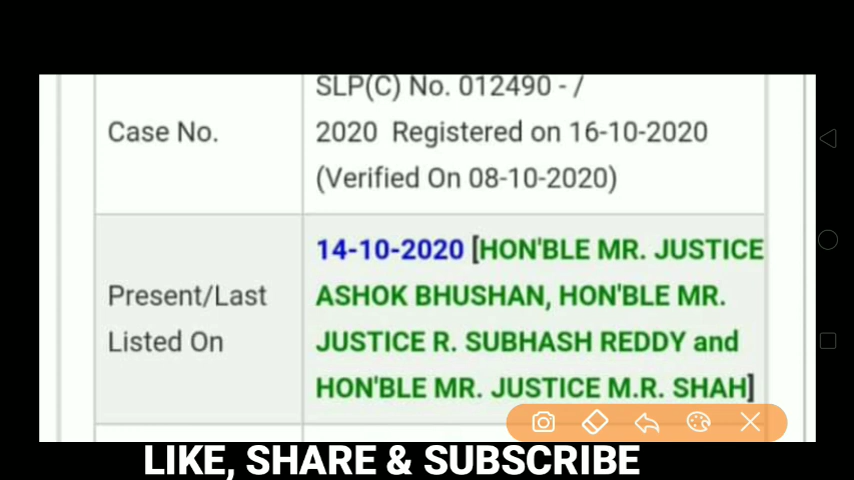 SLP(C) No. 012490 - /
Case No.
2020 Registered on 16-10-2020
(Verified On 08-10-2020)
Present/Last
Listed On
14-10-2020 [HON'BLE MR. JUSTICE
ASHOK BHUSHAN, HON'BLE MR.
JUSTICE R. SUBHASH REDDY and
HON'BLE MR. JUSTICE M.R. SHAH]
LIKE, SHARE & SUBSCRIBE